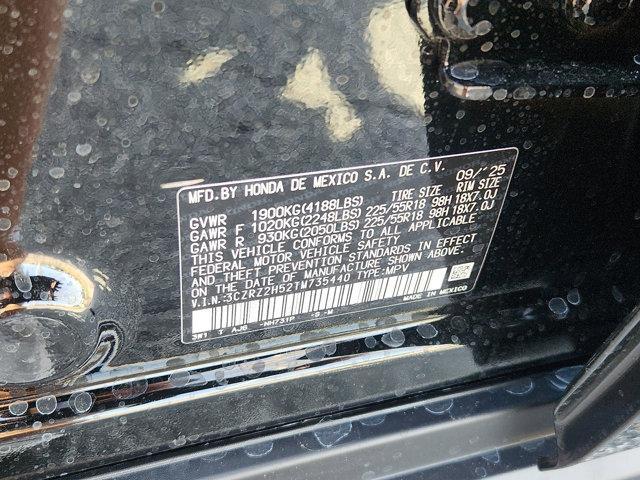 MFD.BY HONDA DE MEXICO S.A. DE C.V. 09/'25
GVWR 1900KG(4188LBS) TIRE SIZE RIM SIZE
GAWR F 1020KG(2248LBS) 225/55R18 98H 18X7.0J
GAWR R 930KG(2050LBS) 225/55R18 98H 18X7.0J
THIS VEHICLE CONFORMS TO ALL APPLICABLE
FEDERAL MOTOR VEHICLE SAFETY
AND THEFT PREVENTION STANDARDS IN EFFECT
ON THE DATE OF MANUFACTURE SHOWN ABOVE.
V.I.N.:3CZRZ2H52TM735440 TYPE:MPV
MADE IN MEXICO
3W1 T AJ6 -NH731P -G-M